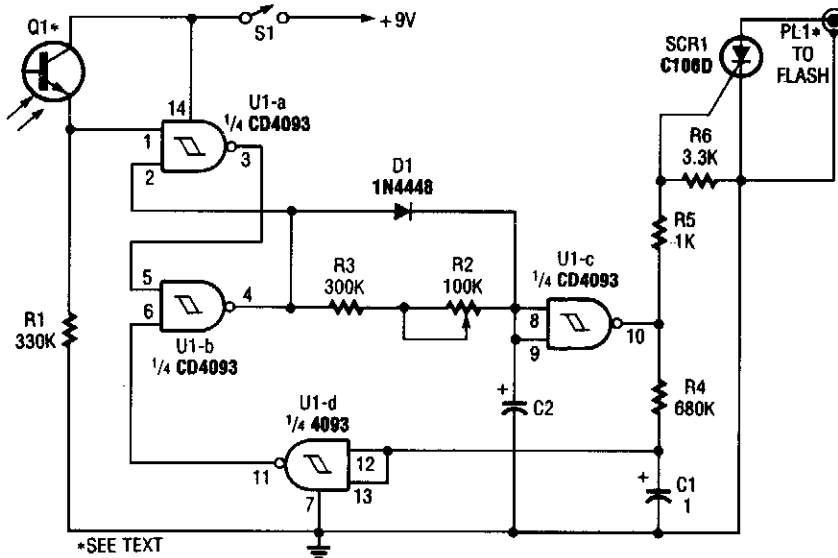 Q1*
S1
+9V
PL1*
TO
FLASH
SCR1
C106D
14
U1-a
1/4 CD4093
1
2
3
D1
1N4448
R6
3.3K
R5
1K
5
6
4
R3
300K
R2
100K
U1-c
1/4 CD4093
8
9
10
R1
330K
U1-b
1/4 CD4093
R4
680K
U1-d
1/4 4093
11
12
13
7
+
C2
+
C1
1
*SEE TEXT